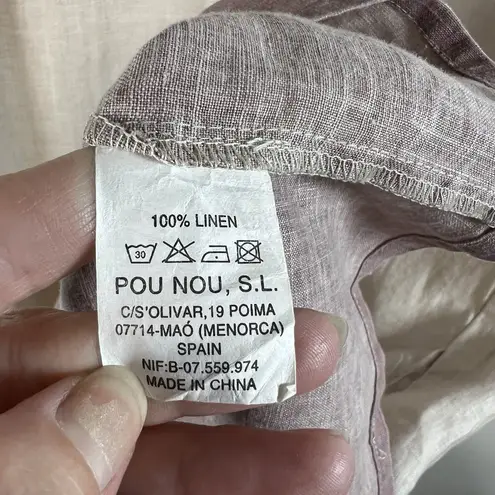 100% LINEN
30
POU NOU, S.L.
C/S'OLIVAR,19 POIMA
07714-MAÓ (MENORCA)
SPAIN
NIF:B-07.559.974
MADE IN CHINA